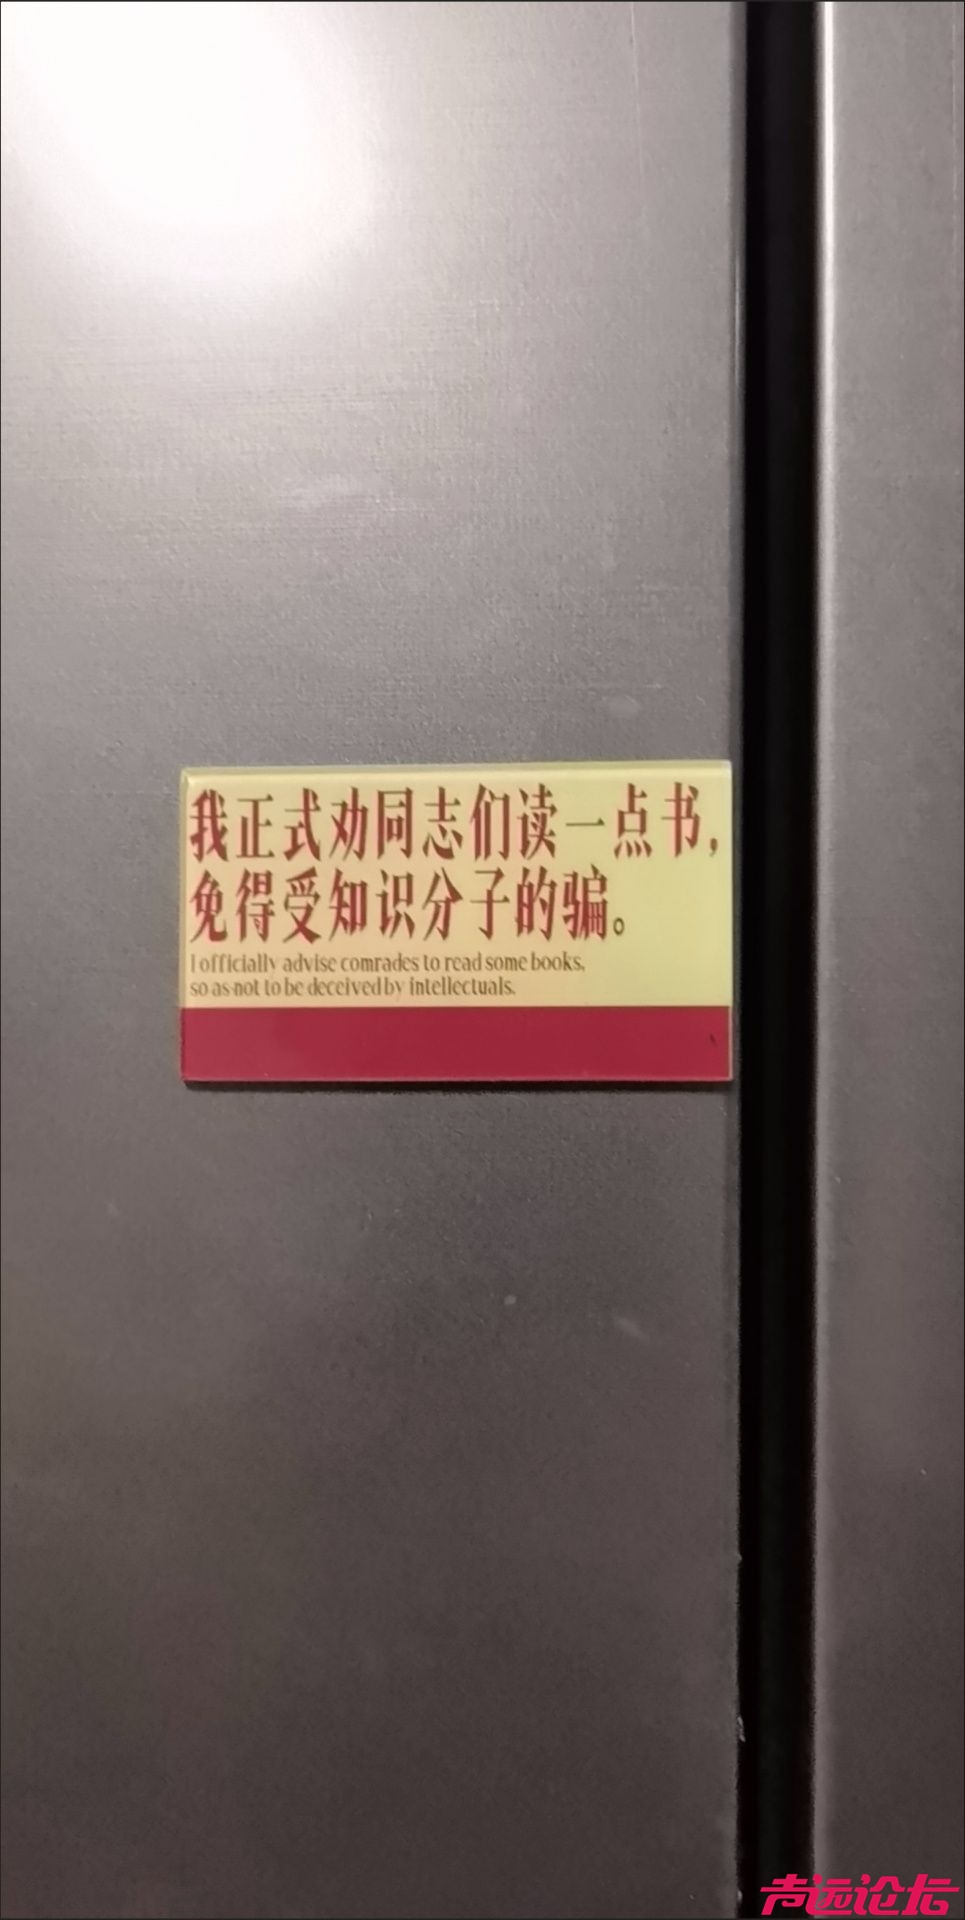 我正式劝同志们读一点书，
免得受知识分子的骗。
I officially advise comrades to read some books,
so as not to be deceived by intellectuals.
声远论坛